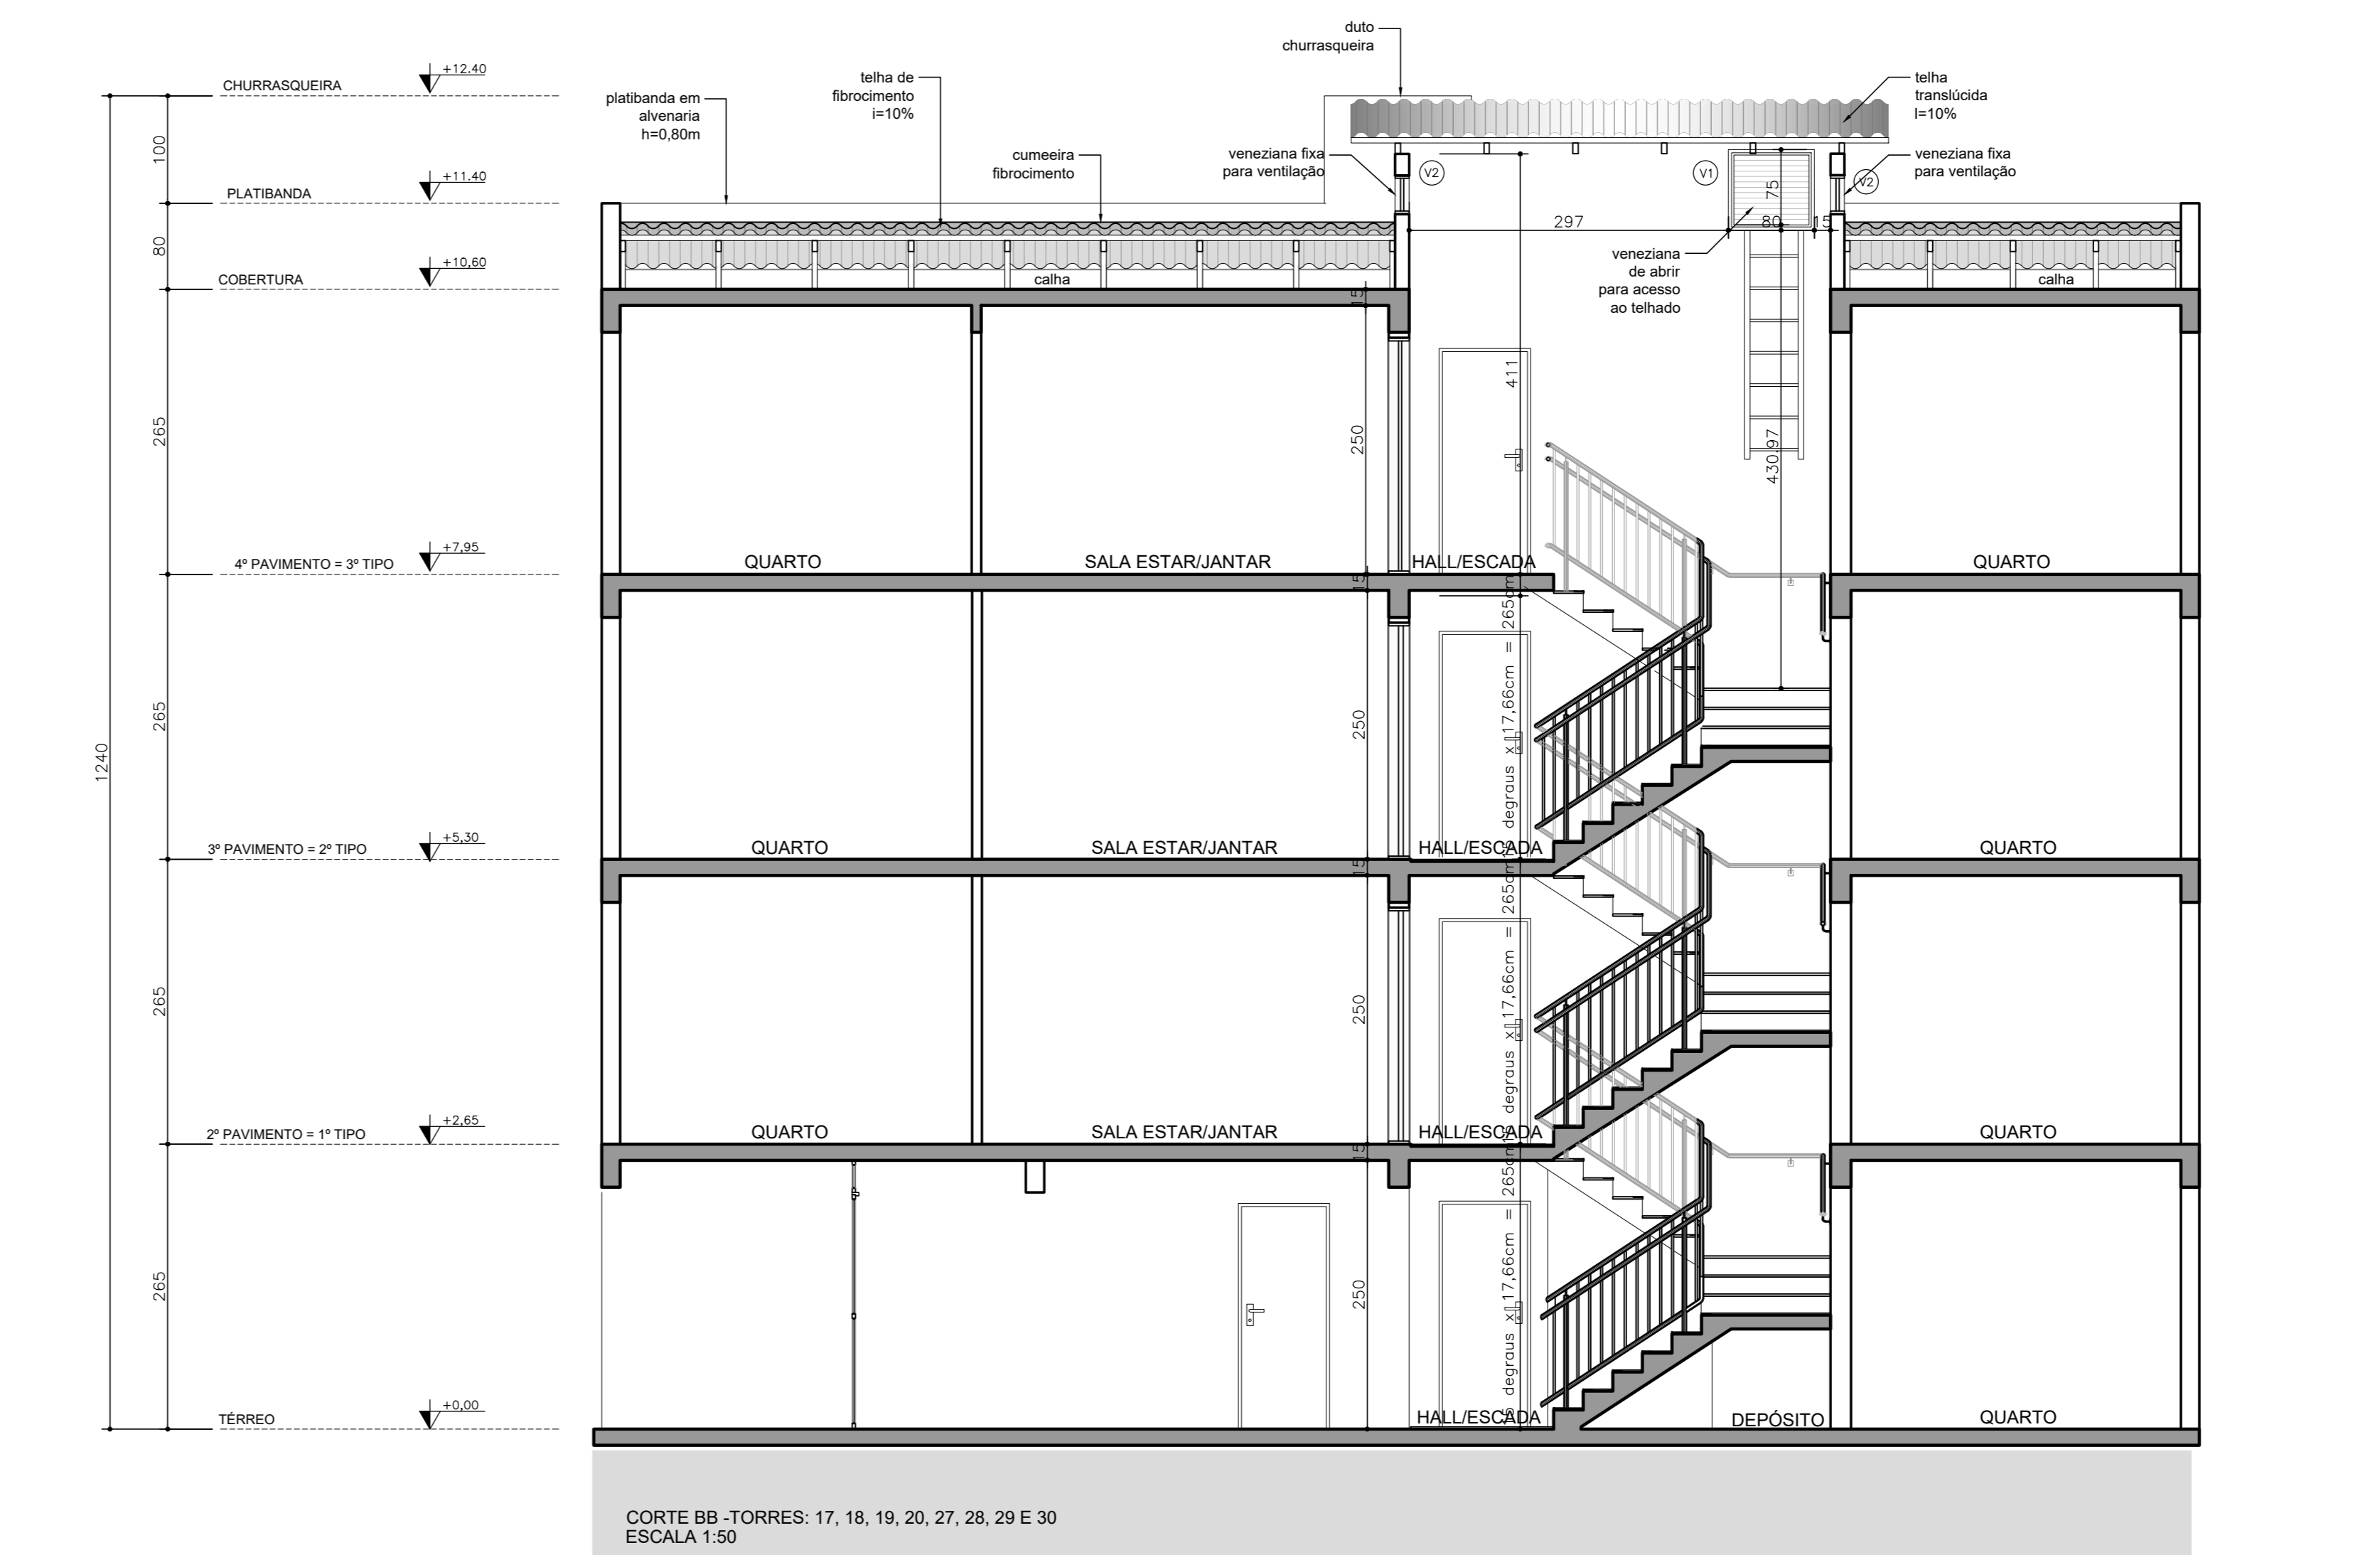 duto
churrasqueira
CHURRASQUEIRA
+12.40
platibanda em
alvenaria
h=0,80m
telha de
fibrocimento
i=10%
telha
translúcida
I=10%
cumeeira
fibrocimento
veneziana fixa
para ventilação
V2
V1
veneziana fixa
para ventilação
V2
100
PLATIBANDA
+11.40
75
297
80
15
80
COBERTURA
+10,60
calha
veneziana
de abrir
para acesso
ao telhado
calha
15
265
250
411
430.97
4º PAVIMENTO = 3º TIPO
+7,95
QUARTO
SALA ESTAR/JANTAR
HALL/ESCADA
QUARTO
15
1240
265
250
15 degraus x 17,66cm = 265cm
3º PAVIMENTO = 2º TIPO
+5,30
QUARTO
SALA ESTAR/JANTAR
HALL/ESCADA
QUARTO
15
265
250
15 degraus x 17,66cm = 265cm
2º PAVIMENTO = 1º TIPO
+2,65
QUARTO
SALA ESTAR/JANTAR
HALL/ESCADA
QUARTO
15
265
250
15 degraus x 17,66cm = 265cm
TÉRREO
+0,00
HALL/ESCADA
DEPÓSITO
QUARTO
CORTE BB -TORRES: 17, 18, 19, 20, 27, 28, 29 E 30
ESCALA 1:50